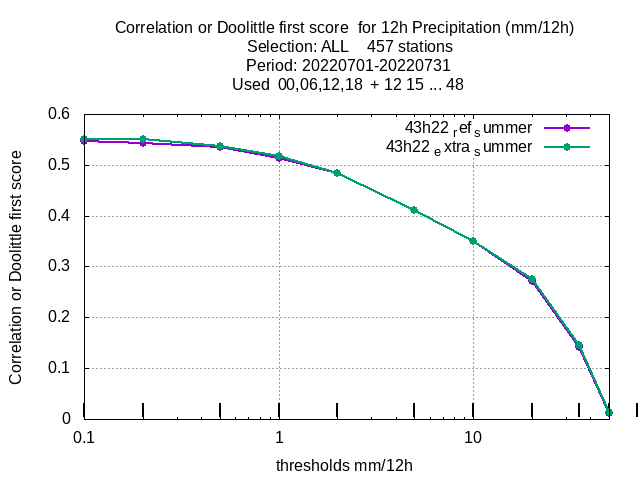 Correlation or Doolittle first score  for 12h Precipitation (mm/12h)
Selection: ALL    457 stations
Period: 20220701-20220731
Used  00,06,12,18  + 12 15 ... 48
43h22 ref summer
43h22 extra summer
Correlation or Doolittle first score
0.6
0.5
0.4
0.3
0.2
0.1
0
0.1
1
10
thresholds mm/12h